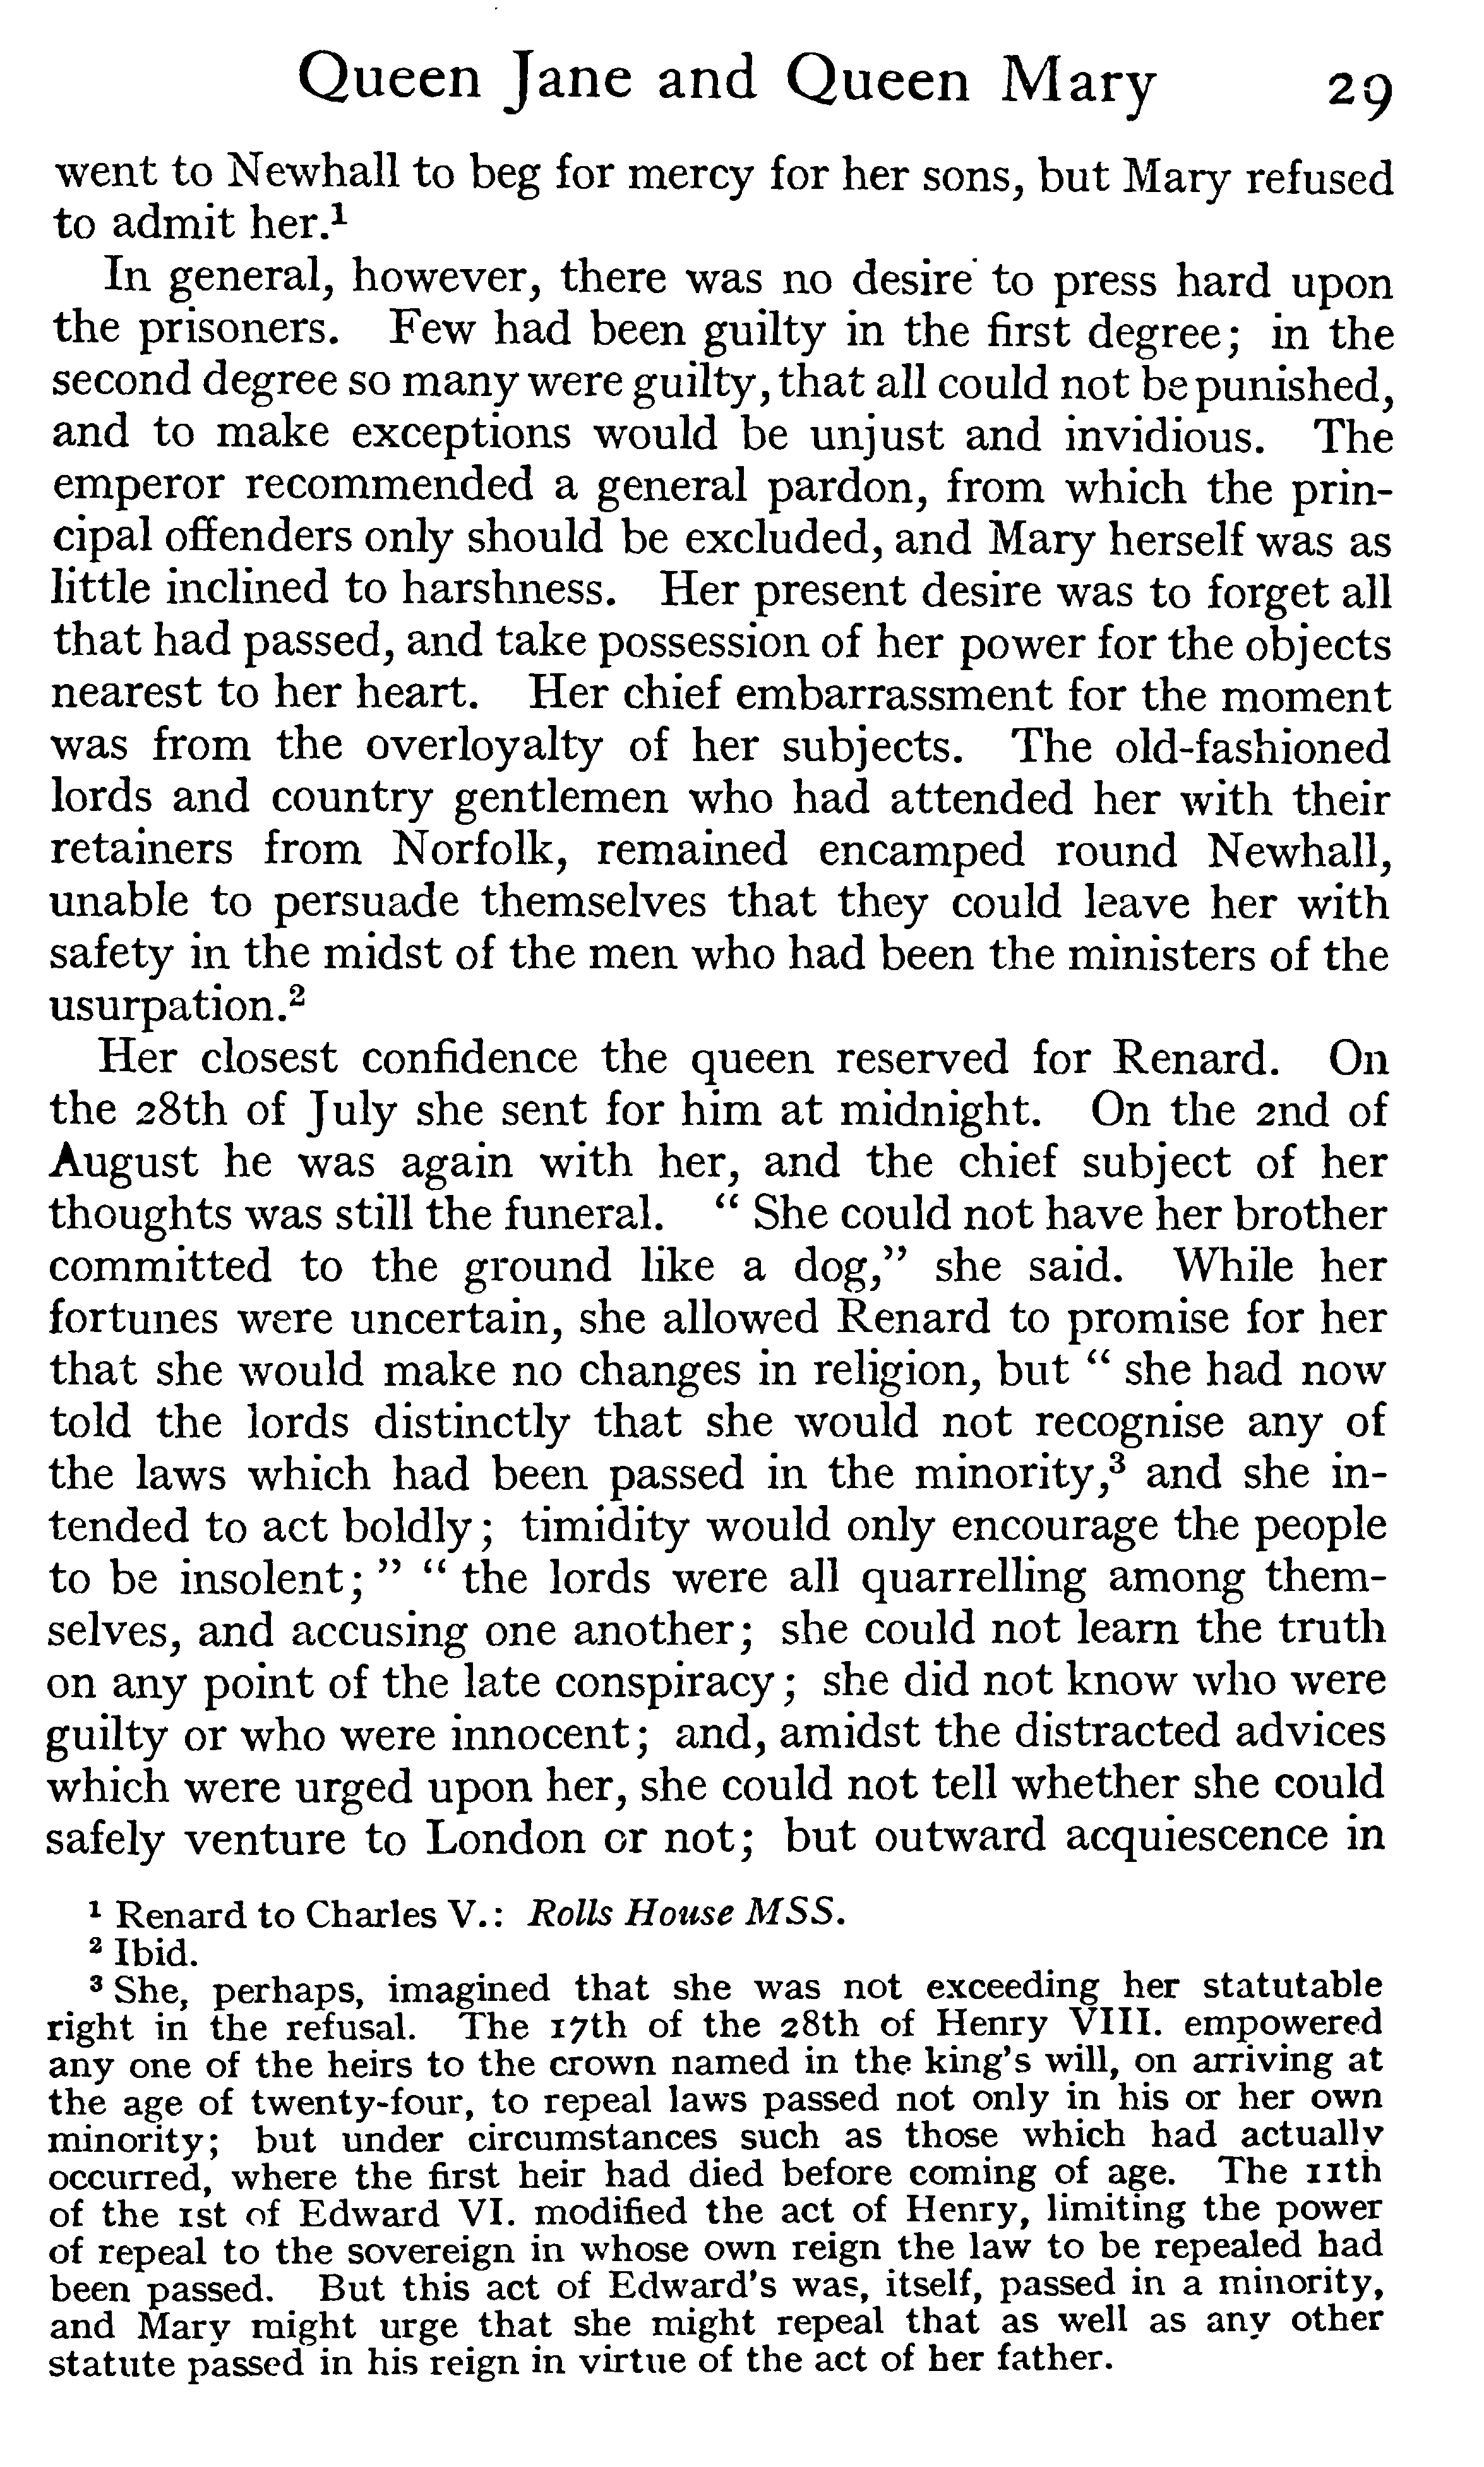 Queen Jane and Queen Mary 29
went to Newhall to beg for mercy for her sons, but Mary refused
to admit her.¹
In general, however, there was no desire to press hard upon
the prisoners. Few had been guilty in the first degree; in the
second degree so many were guilty, that all could not be punished,
and to make exceptions would be unjust and invidious. The
emperor recommended a general pardon, from which the prin-
cipal offenders only should be excluded, and Mary herself was as
little inclined to harshness. Her present desire was to forget all
that had passed, and take possession of her power for the objects
nearest to her heart. Her chief embarrassment for the moment
was from the overloyalty of her subjects. The old-fashioned
lords and country gentlemen who had attended her with their
retainers from Norfolk, remained encamped round Newhall,
unable to persuade themselves that they could leave her with
safety in the midst of the men who had been the ministers of the
usurpation.²
Her closest confidence the queen reserved for Renard. On
the 28th of July she sent for him at midnight. On the 2nd of
August he was again with her, and the chief subject of her
thoughts was still the funeral. “ She could not have her brother
committed to the ground like a dog,” she said. While her
fortunes were uncertain, she allowed Renard to promise for her
that she would make no changes in religion, but “ she had now
told the lords distinctly that she would not recognise any of
the laws which had been passed in the minority,³ and she in-
tended to act boldly; timidity would only encourage the people
to be insolent; ” “ the lords were all quarrelling among them-
selves, and accusing one another; she could not learn the truth
on any point of the late conspiracy; she did not know who were
guilty or who were innocent; and, amidst the distracted advices
which were urged upon her, she could not tell whether she could
safely venture to London or not; but outward acquiescence in
¹ Renard to Charles V.: Rolls House MSS.
² Ibid.
³ She, perhaps, imagined that she was not exceeding her statutable
right in the refusal. The 17th of the 28th of Henry VIII. empowered
any one of the heirs to the crown named in the king's will, on arriving at
the age of twenty-four, to repeal laws passed not only in his or her own
minority; but under circumstances such as those which had actually
occurred, where the first heir had died before coming of age. The 11th
of the 1st of Edward VI. modified the act of Henry, limiting the power
of repeal to the sovereign in whose own reign the law to be repealed had
been passed. But this act of Edward's was, itself, passed in a minority,
and Mary might urge that she might repeal that as well as any other
statute passed in his reign in virtue of the act of her father.